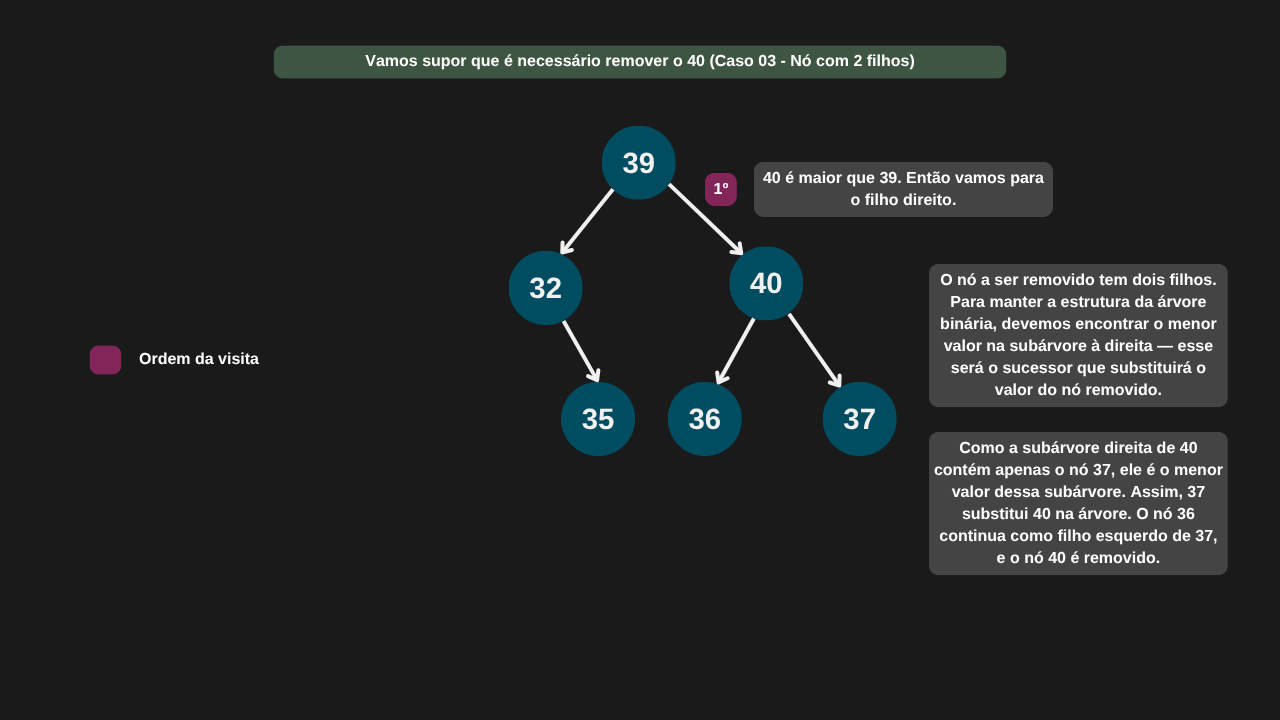 Vamos supor que é necessário remover o 40 (Caso 03 - Nó com 2 filhos)
39
1º
40 é maior que 39. Então vamos para
o filho direito.
32
40
O nó a ser removido tem dois filhos.
Para manter a estrutura da árvore
binária, devemos encontrar o menor
valor na subárvore à direita — esse
será o sucessor que substituirá o
valor do nó removido.
Ordem da visita
35
36
37
Como a subárvore direita de 40
contém apenas o nó 37, ele é o menor
valor dessa subárvore. Assim, 37
substitui 40 na árvore. O nó 36
continua como filho esquerdo de 37,
e o nó 40 é removido.